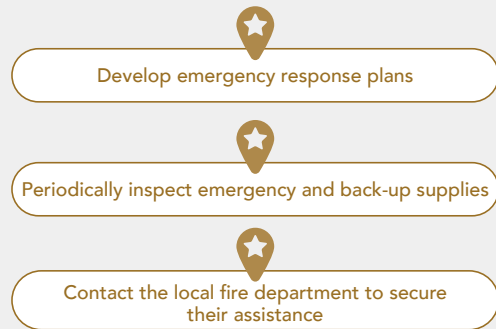 Develop emergency response plans
Periodically inspect emergency and back-up supplies
Contact the local fire department to secure
their assistance